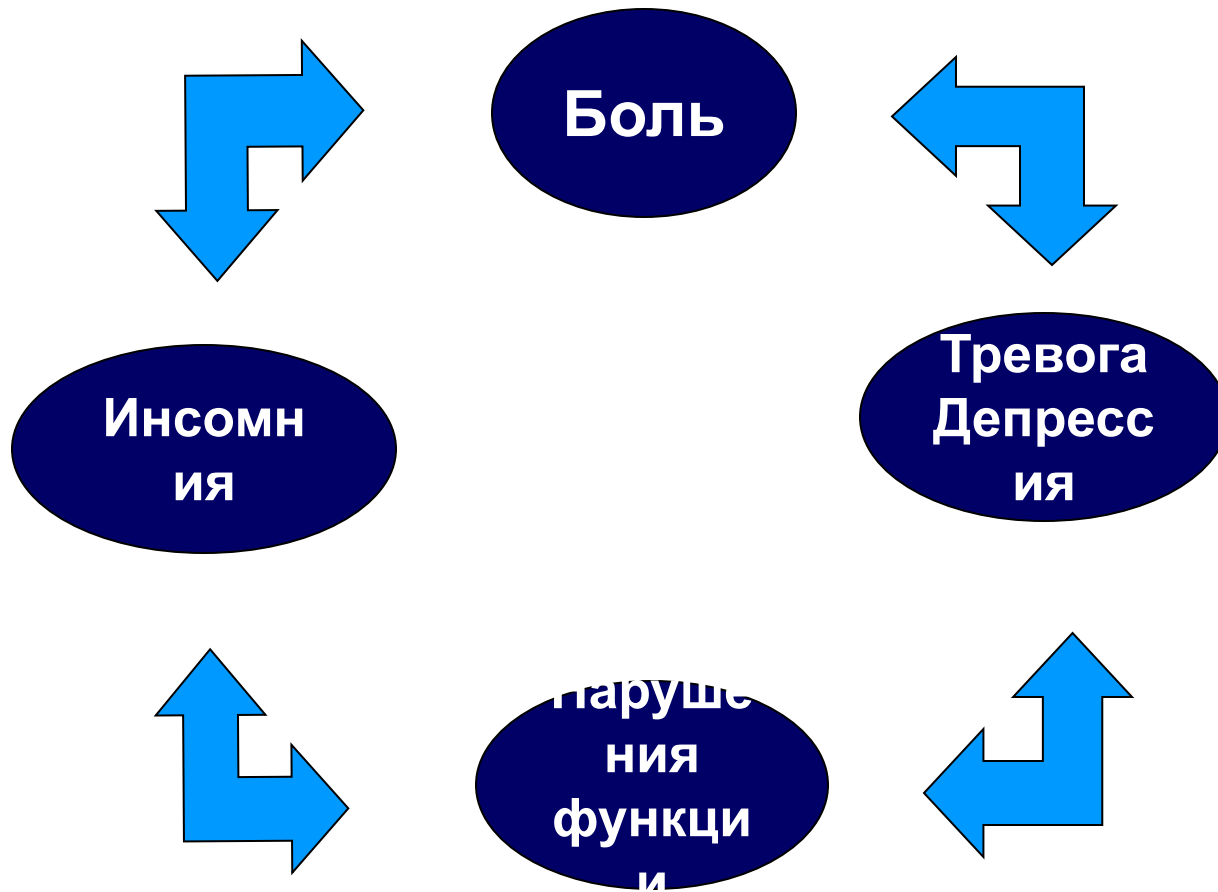 Боль
Тревога
Депресс
ия
Инсомн
ия
Наруше
ния
функци
и